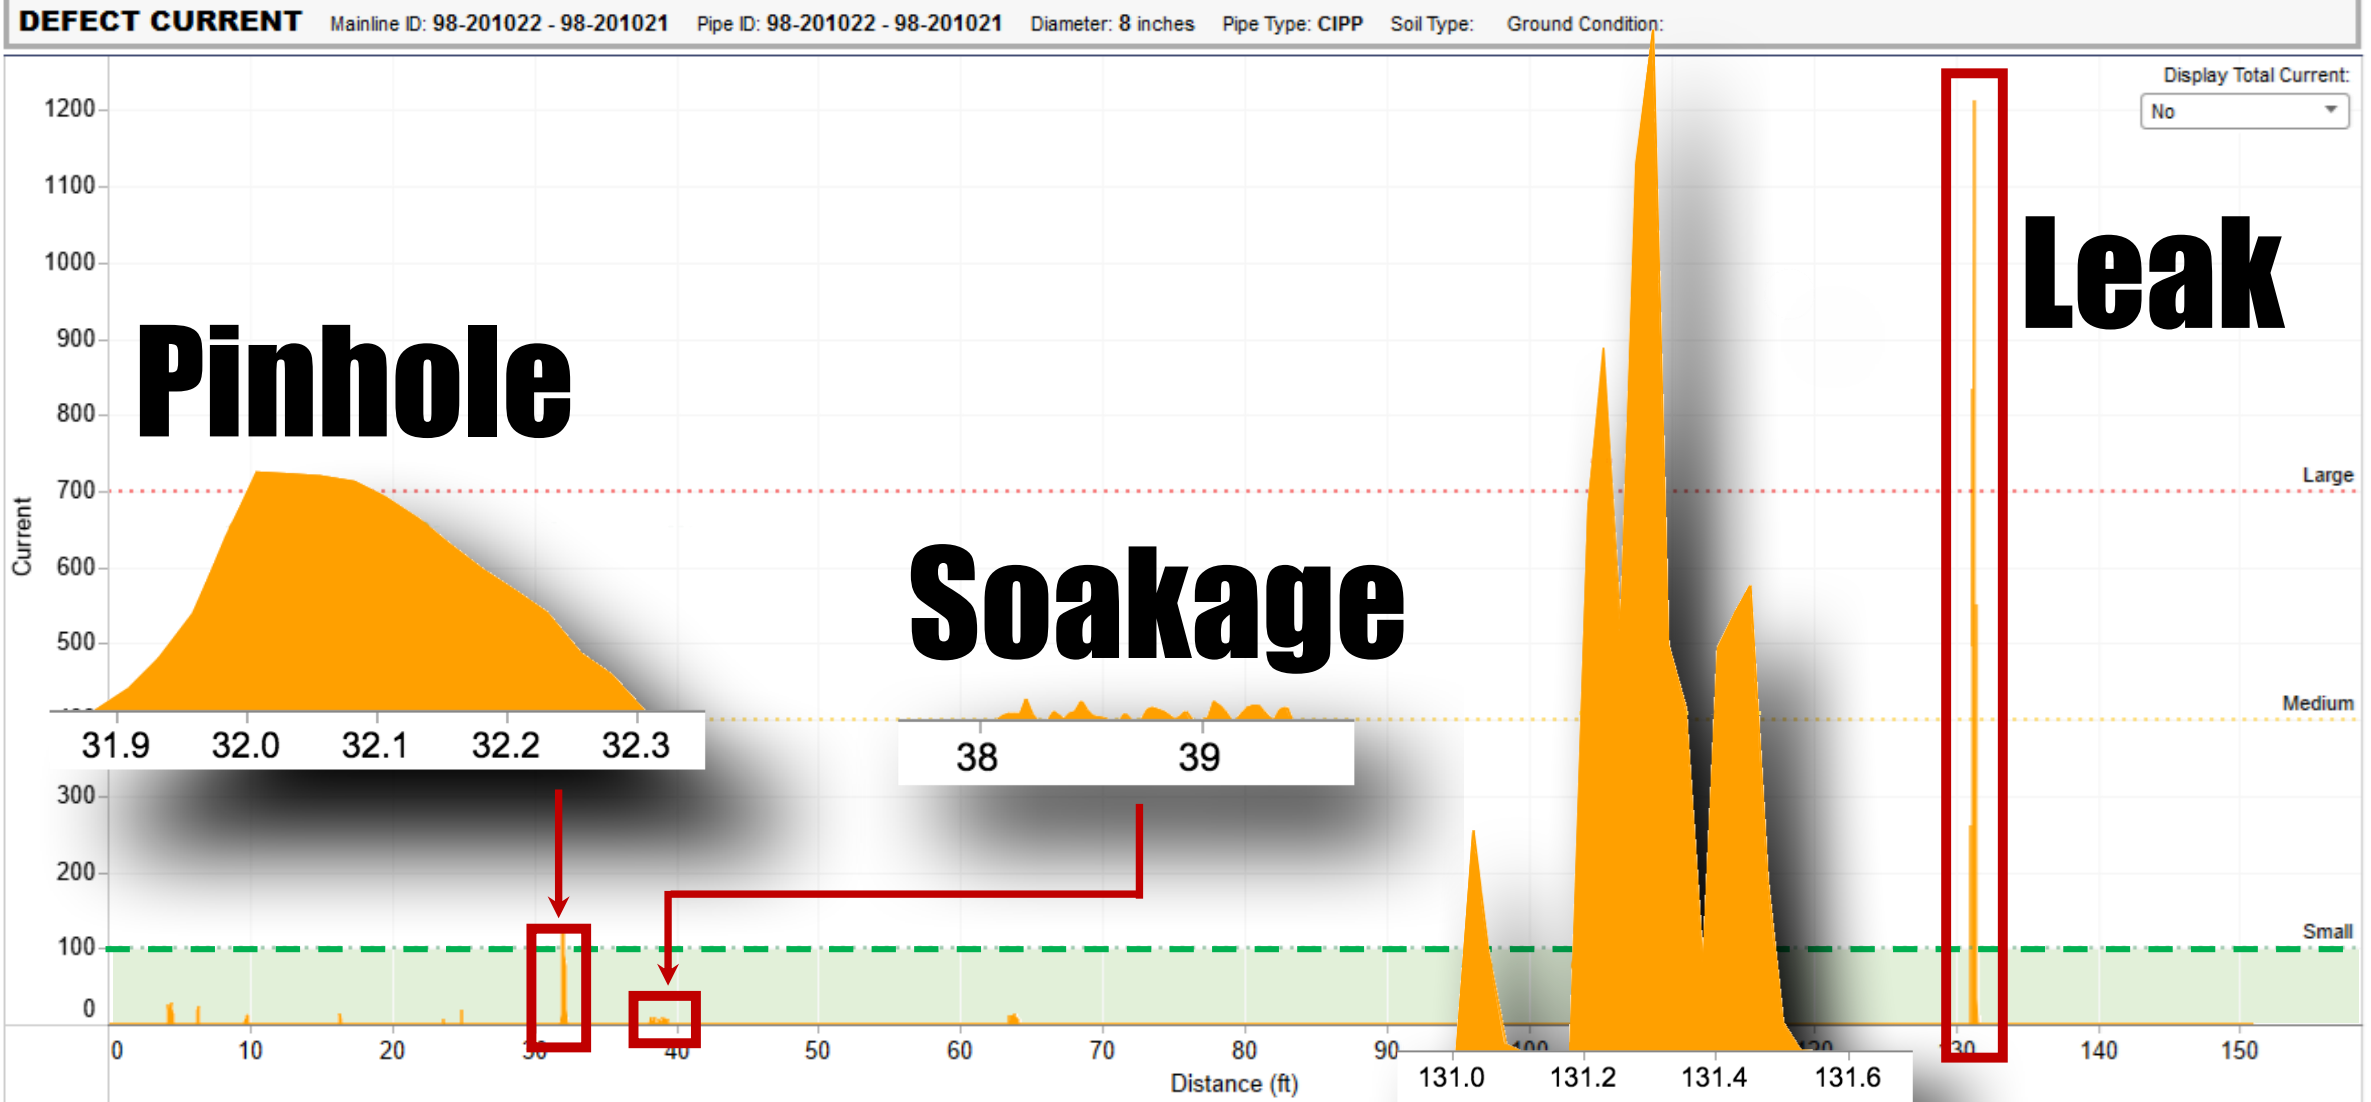 DEFECT CURRENT Mainline ID: 98-201022 - 98-201021 Pipe ID: 98-201022 - 98-201021 Diameter: 8 inches Pipe Type: CIPP Soil Type: Ground Condition:
Display Total Current:
No
1200
1100
1000
900
800
700
600
500
300
200
100
0
Current
Pinhole
Soakage
Leak
Large
Medium
Small
31.9 32.0 32.1 32.2 32.3
38 39
0 10 20 30 40 50 60 70 80 90 100 120 130 140 150
131.0 131.2 131.4 131.6
Distance (ft)